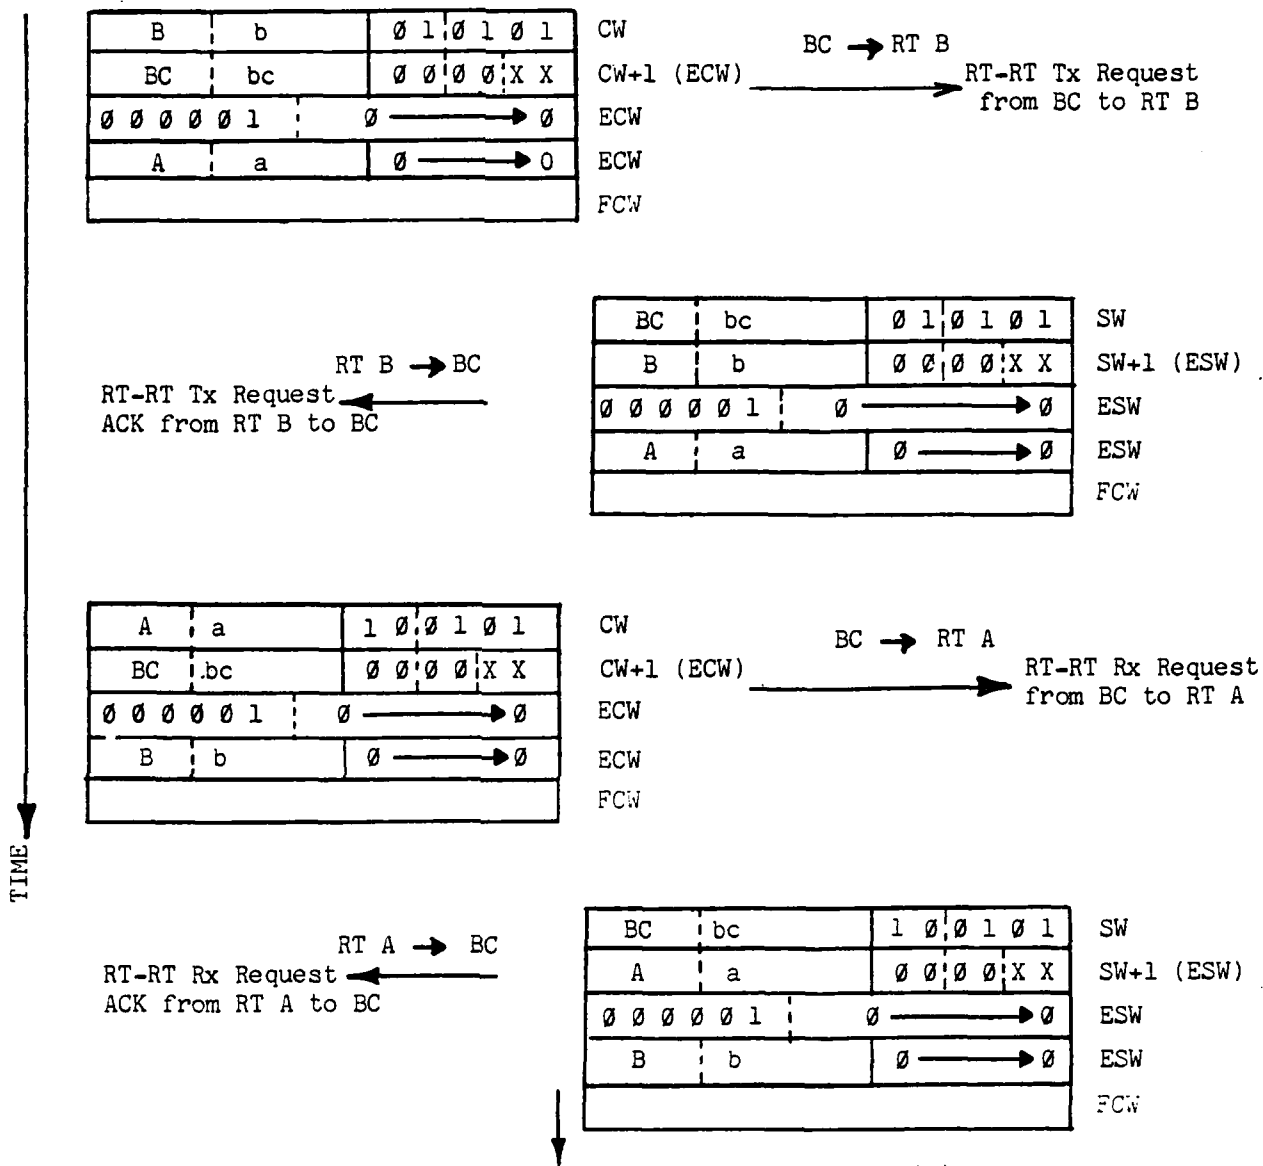 B b Ø 1 Ø 1 Ø 1 CW
BC bc Ø Ø Ø Ø X X CW+1 (ECW)
Ø Ø Ø Ø Ø 1 Ø Ø ECW
A a Ø O ECW
FCW
BC → RT B
RT-RT Tx Request
from BC to RT B
BC bc Ø 1 Ø 1 Ø 1 SW
B b Ø Ø Ø Ø X X SW+1 (ESW)
Ø Ø Ø Ø Ø 1 Ø Ø ESW
A a Ø Ø ESW
FCW
RT B → BC
RT-RT Tx Request
ACK from RT B to BC
A a 1 Ø Ø 1 Ø 1 CW
BC bc Ø Ø Ø Ø X X CW+1 (ECW)
Ø Ø Ø Ø Ø 1 Ø Ø ECW
B b Ø Ø ECW
FCW
BC → RT A
RT-RT Rx Request
from BC to RT A
TIME
BC bc 1 Ø Ø 1 Ø 1 SW
A a Ø Ø Ø Ø X X SW+1 (ESW)
Ø Ø Ø Ø Ø 1 Ø Ø ESW
B b Ø Ø ESW
FCW
RT A → BC
RT-RT Rx Request
ACK from RT A to BC